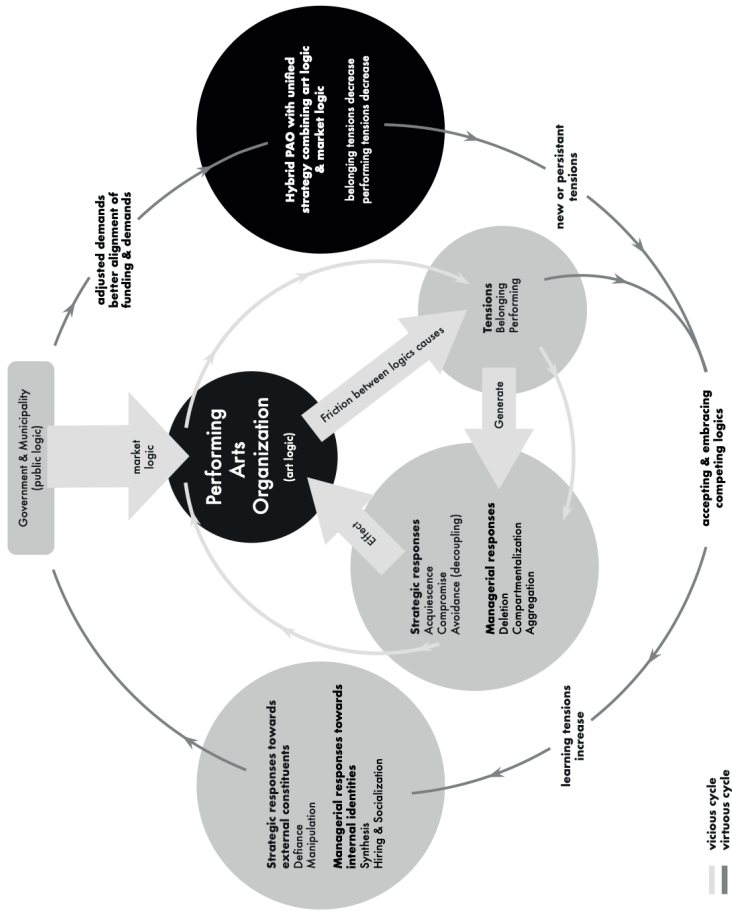 Government & Municipality
(public logic)
market
logic
adjusted demands
better alignment of
funding & demands
Performing
Arts
Organization
(art logic)
Hybrid PAO with unified
strategy combining art logic
& market logic
belonging tensions decrease
performing tensions decrease
Friction between logics causes
Tensions
Belonging
Performing
new or persistant
tensions
Generate
Effect
Strategic responses
Acquiescence
Compromise
Avoidance (decoupling)
Managerial responses
Deletion
Compartmentalization
Aggregation
accepting & embracing
competing logics
learning tensions
increase
Strategic responses towards
external constituents
Defiance
Manipulation
Managerial responses towards
internal identities
Synthesis
Hiring & Socialization
vicious cycle
virtuous cycle